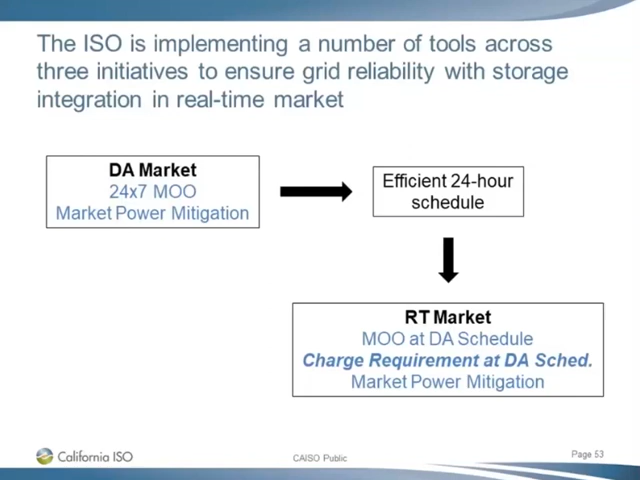 The ISO is implementing a number of tools across
three initiatives to ensure grid reliability with storage
integration in real-time market
DA Market
24x7 MOO
Market Power Mitigation
Efficient 24-hour
schedule
RT Market
MOO at DA Schedule
Charge Requirement at DA Sched.
Market Power Mitigation
California ISO
CAISO Public
Page 53